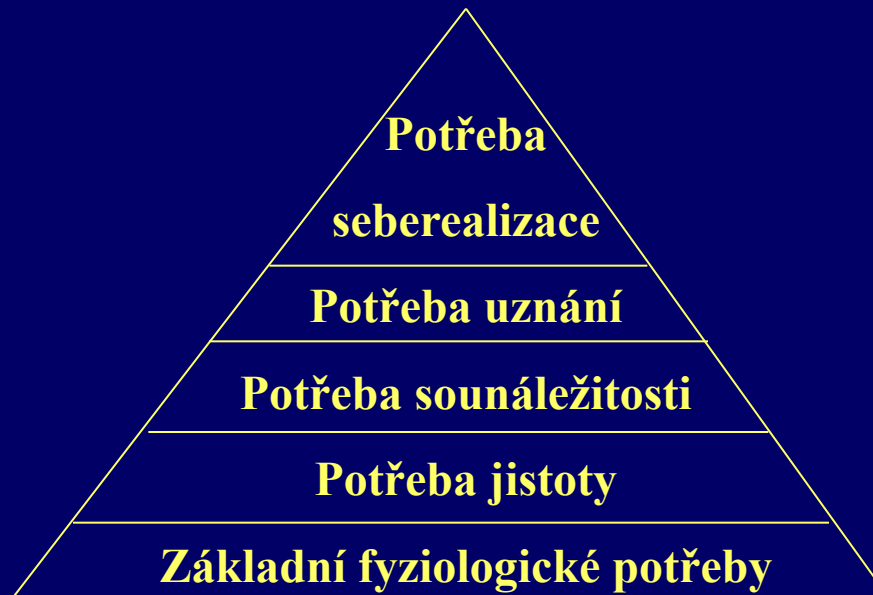 Potřeba
seberealizace
Potřeba uznání
Potřeba sounáležitosti
Potřeba jistoty
Základní fyziologické potřeby